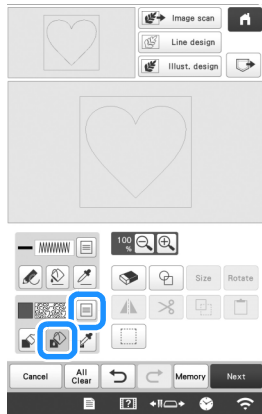 Image scan
Line design
Illust. design
100 %
Size
Rotate
Cancel
All Clear
Memory
Next